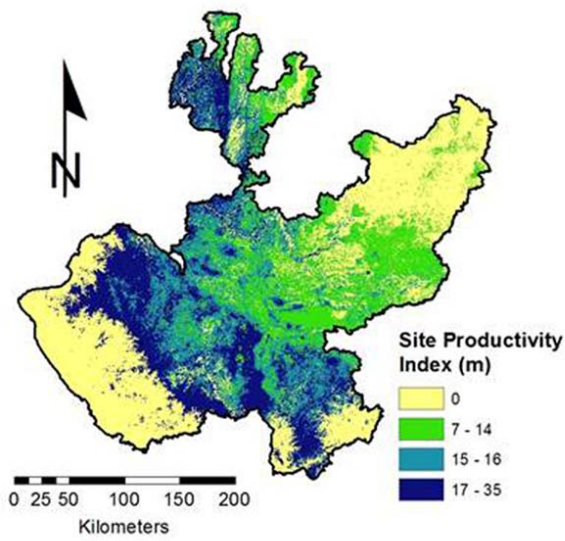 N
Site Productivity
Index (m)
0
7 - 14
15 - 16
17 - 35
0 25 50 100 150 200
Kilometers